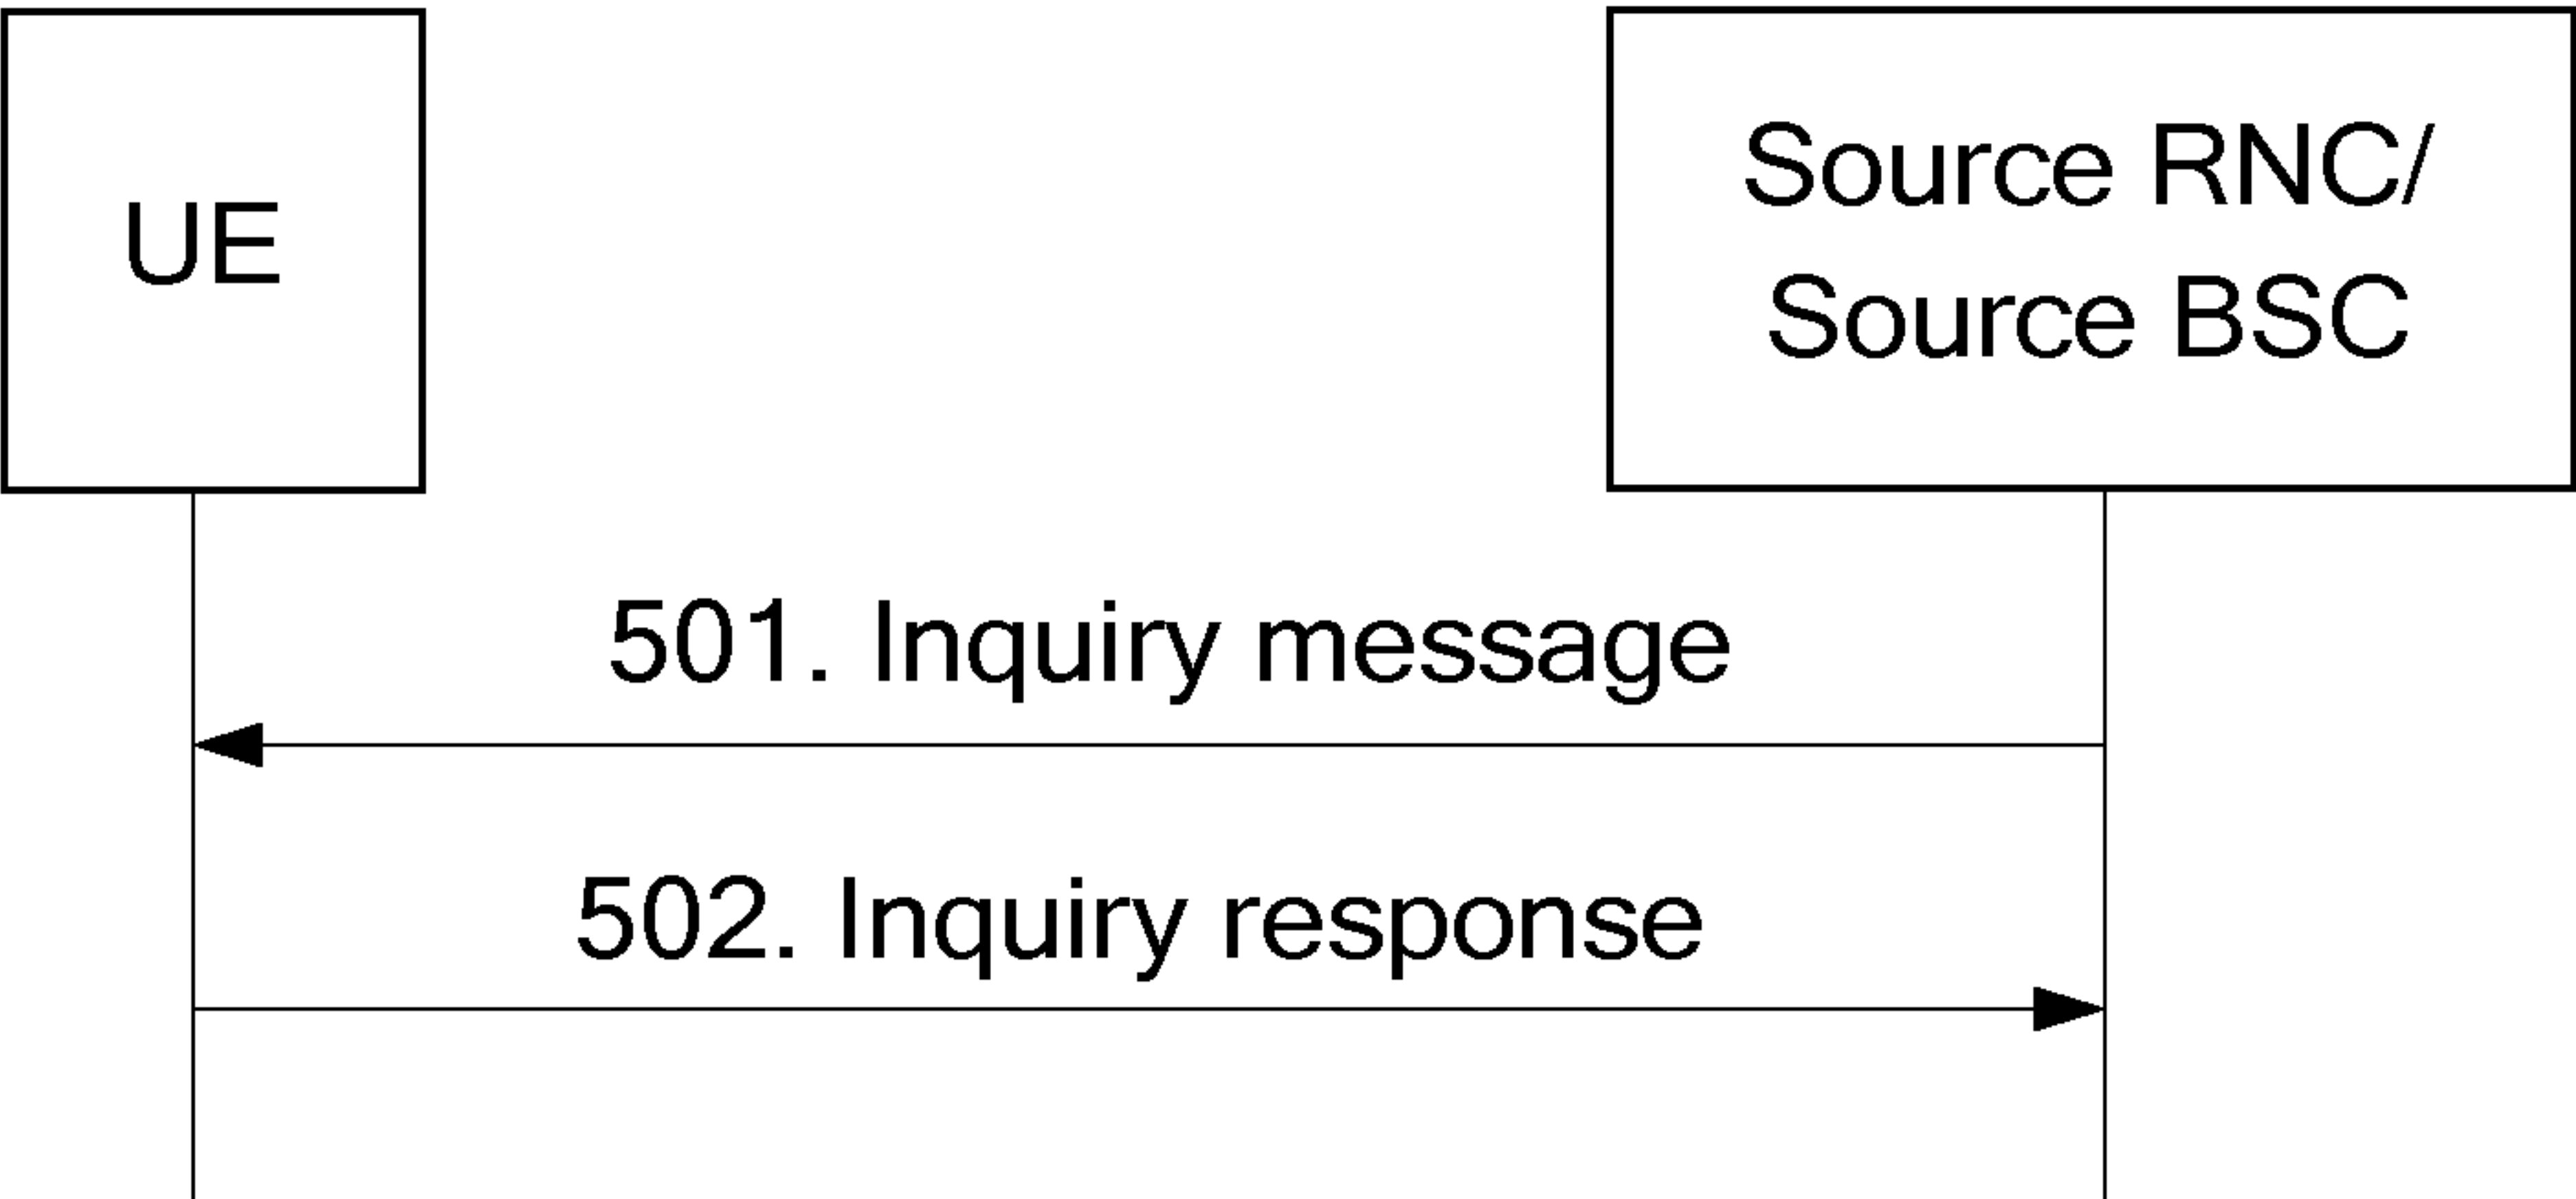 UE
Source RNC/
Source BSC
501. Inquiry message
502. Inquiry response